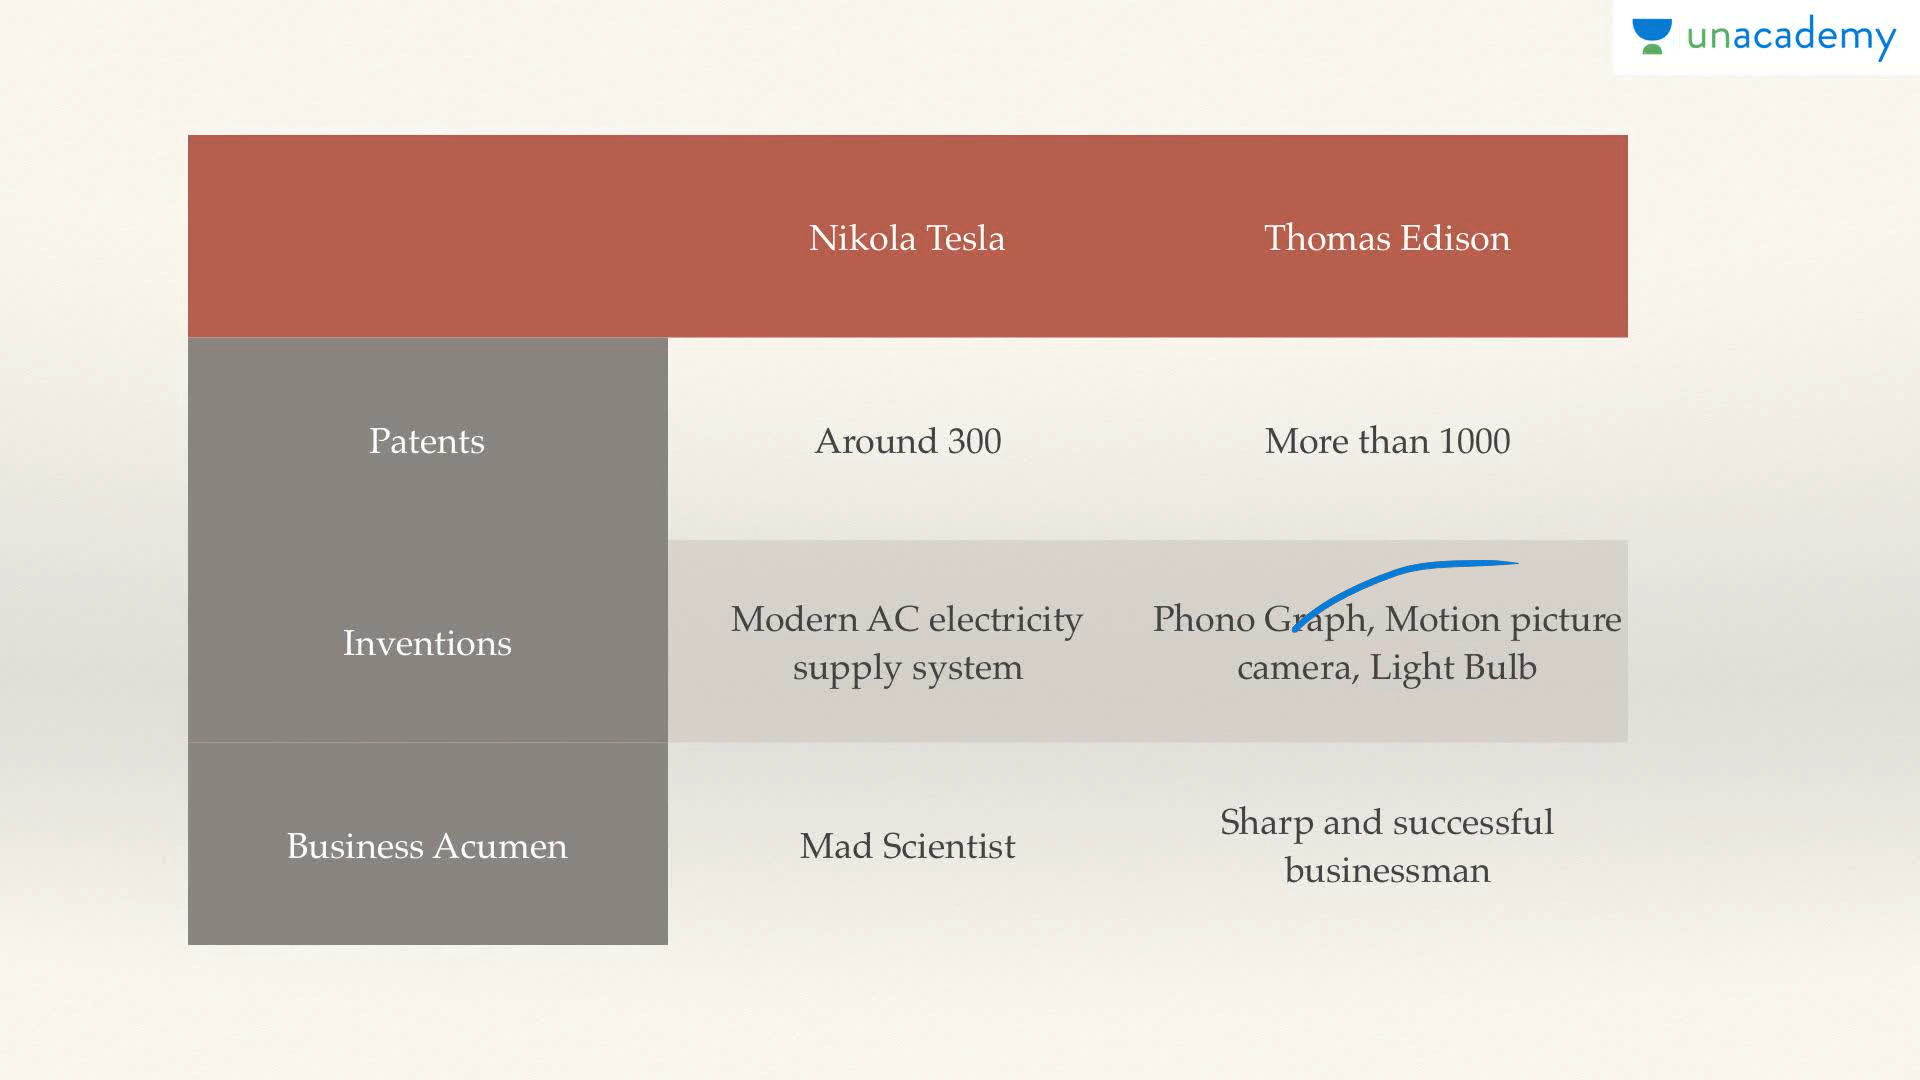 unacademy
Nikola Tesla Thomas Edison
Patents Around 300 More than 1000
Inventions
Modern AC electricity
supply system
Phono Graph, Motion picture
camera, Light Bulb
Business Acumen Mad Scientist
Sharp and successful
businessman